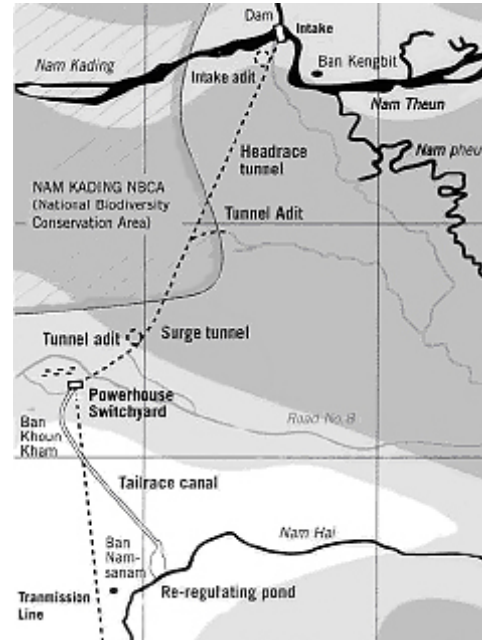 Dam
Intake
Nam Kading
Intake adit
Ban Kengbit
Nam Theun
Headrace
tunnel
Nam pheu
NAM KADING NBCA
(National Biodiversity
Conservation Area)
Tunnel Adit
Tunnel adit
Surge tunnel
Powerhouse
Switchyard
Road No.8
Ban
Khoun
Kham
Tailrace canal
Ban
Nam-
sanam
Nam Hai
Tranmission
Line
Re-regulating pond